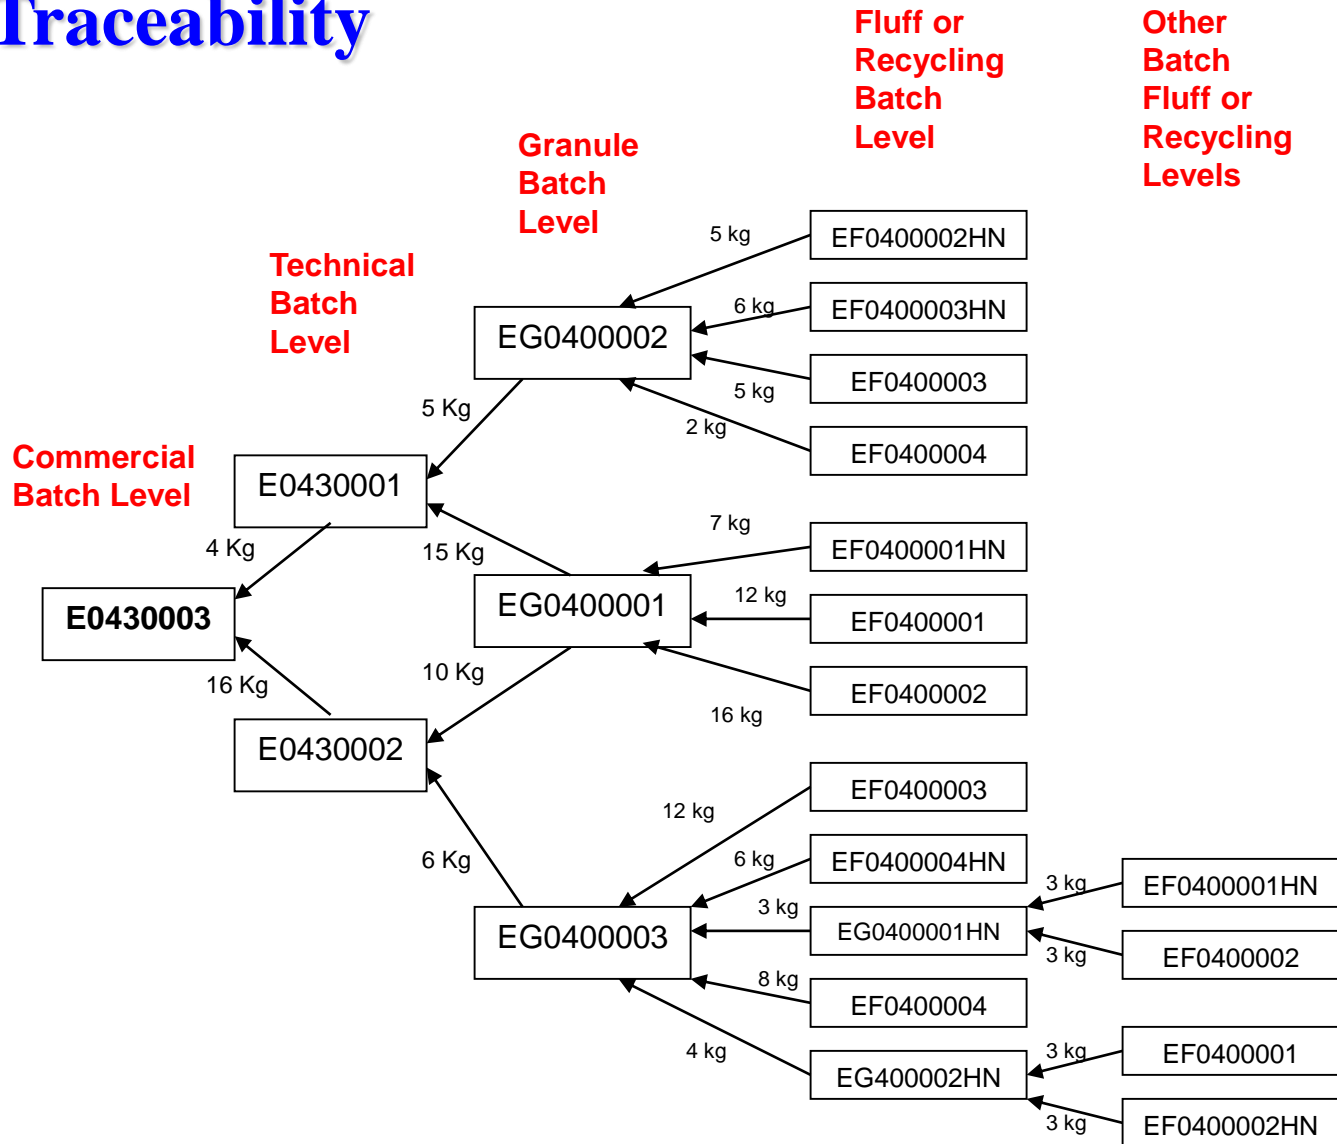 Traceability
Fluff or
Recycling
Batch
Level
Other
Batch
Fluff or
Recycling
Levels
Granule
Batch
Level
Technical
Batch
Level
Commercial
Batch Level
E0430003
4 Kg
16 Kg
E0430001
E0430002
5 Kg
15 Kg
10 Kg
6 Kg
EG0400002
EG0400001
EG0400003
5 kg
6 kg
5 kg
2 kg
7 kg
12 kg
16 kg
12 kg
6 kg
3 kg
8 kg
4 kg
EF0400002HN
EF0400003HN
EF0400003
EF0400004
EF0400001HN
EF0400001
EF0400002
EF0400003
EF0400004HN
EG0400001HN
EF0400004
EG400002HN
3 kg
3 kg
3 kg
3 kg
EF0400001HN
EF0400002
EF0400001
EF0400002HN